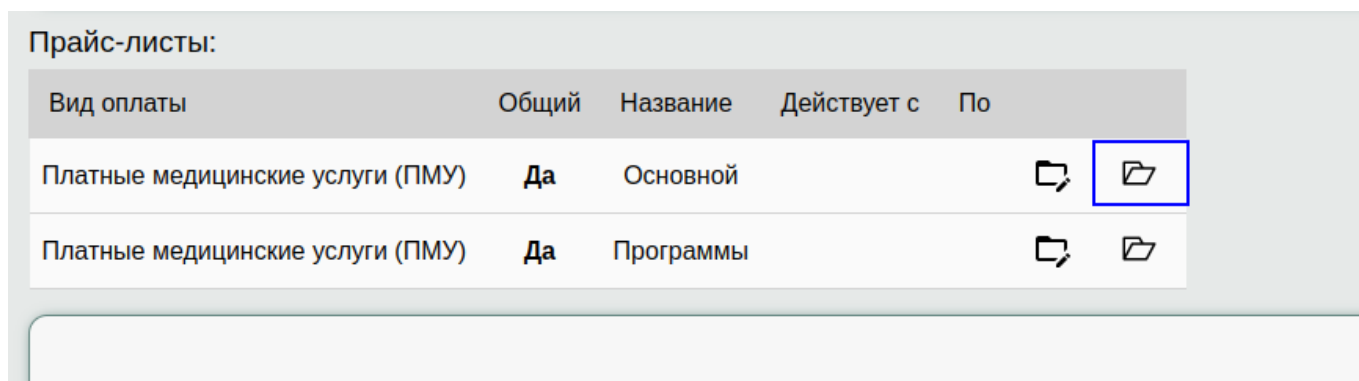 Прайс-листы:
Вид оплаты Общий Название Действует с По
Платные медицинские услуги (ПМУ) Да Основной
Платные медицинские услуги (ПМУ) Да Программы